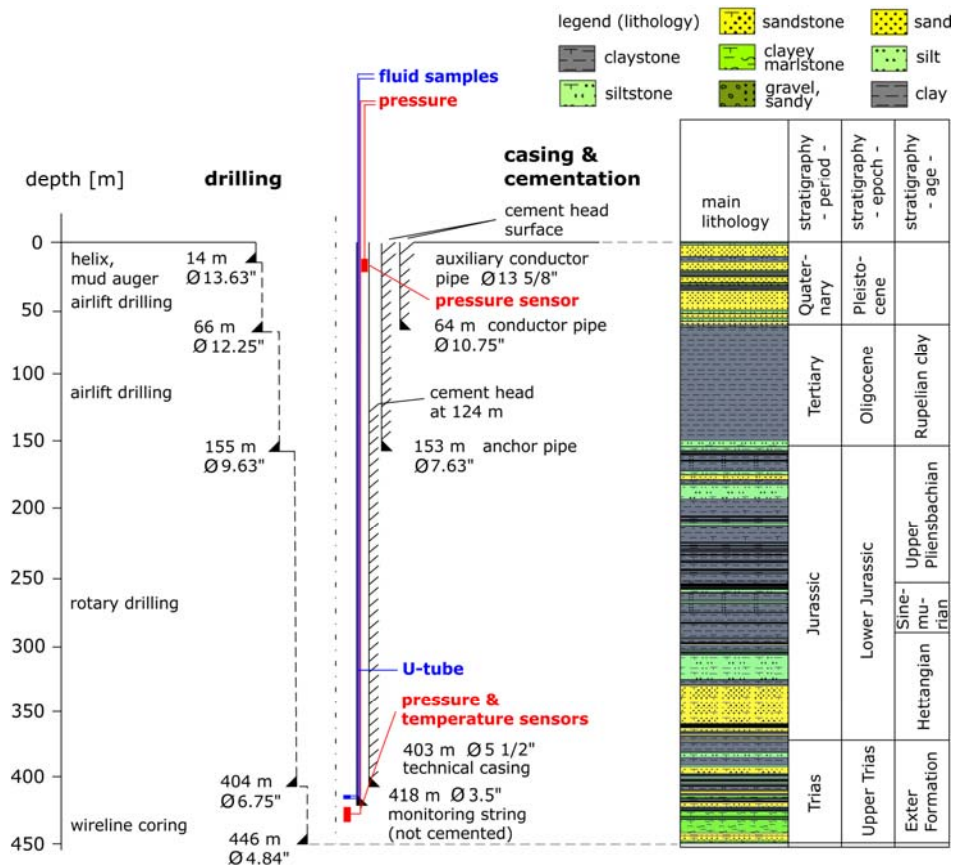 legend (lithology)
sandstone
sand
claystone
clayey
marlstone
silt
siltstone
gravel,
sandy
clay
fluid samples
pressure
depth [m]
drilling
casing &
cementation
cement head
surface
main
lithology
stratigraphy
- period -
stratigraphy
- epoch -
stratigraphy
- age -
0
50
100
150
200
250
300
350
400
450
helix,
mud auger
airlift drilling
14 m
Ø13.63"
66 m
Ø 12.25"
airlift drilling
155 m
Ø 9.63"
rotary drilling
404 m
Ø 6.75"
wireline coring
446 m
Ø 4.84"
auxiliary conductor
pipe Ø13 5/8"
pressure sensor
64 m conductor pipe
Ø10.75"
cement head
at 124 m
153 m anchor pipe
Ø7.63"
U-tube
pressure &
temperature sensors
403 m Ø5 1/2"
technical casing
418 m Ø3.5"
monitoring string
(not cemented)
Quater-
nary
Pleisto-
cene
Tertiary
Oligocene
Rupelian clay
Jurassic
Lower Jurassic
Upper
Pliensbachian
Sine-
mu-
rian
Hettangian
Trias
Upper Trias
Exter
Formation